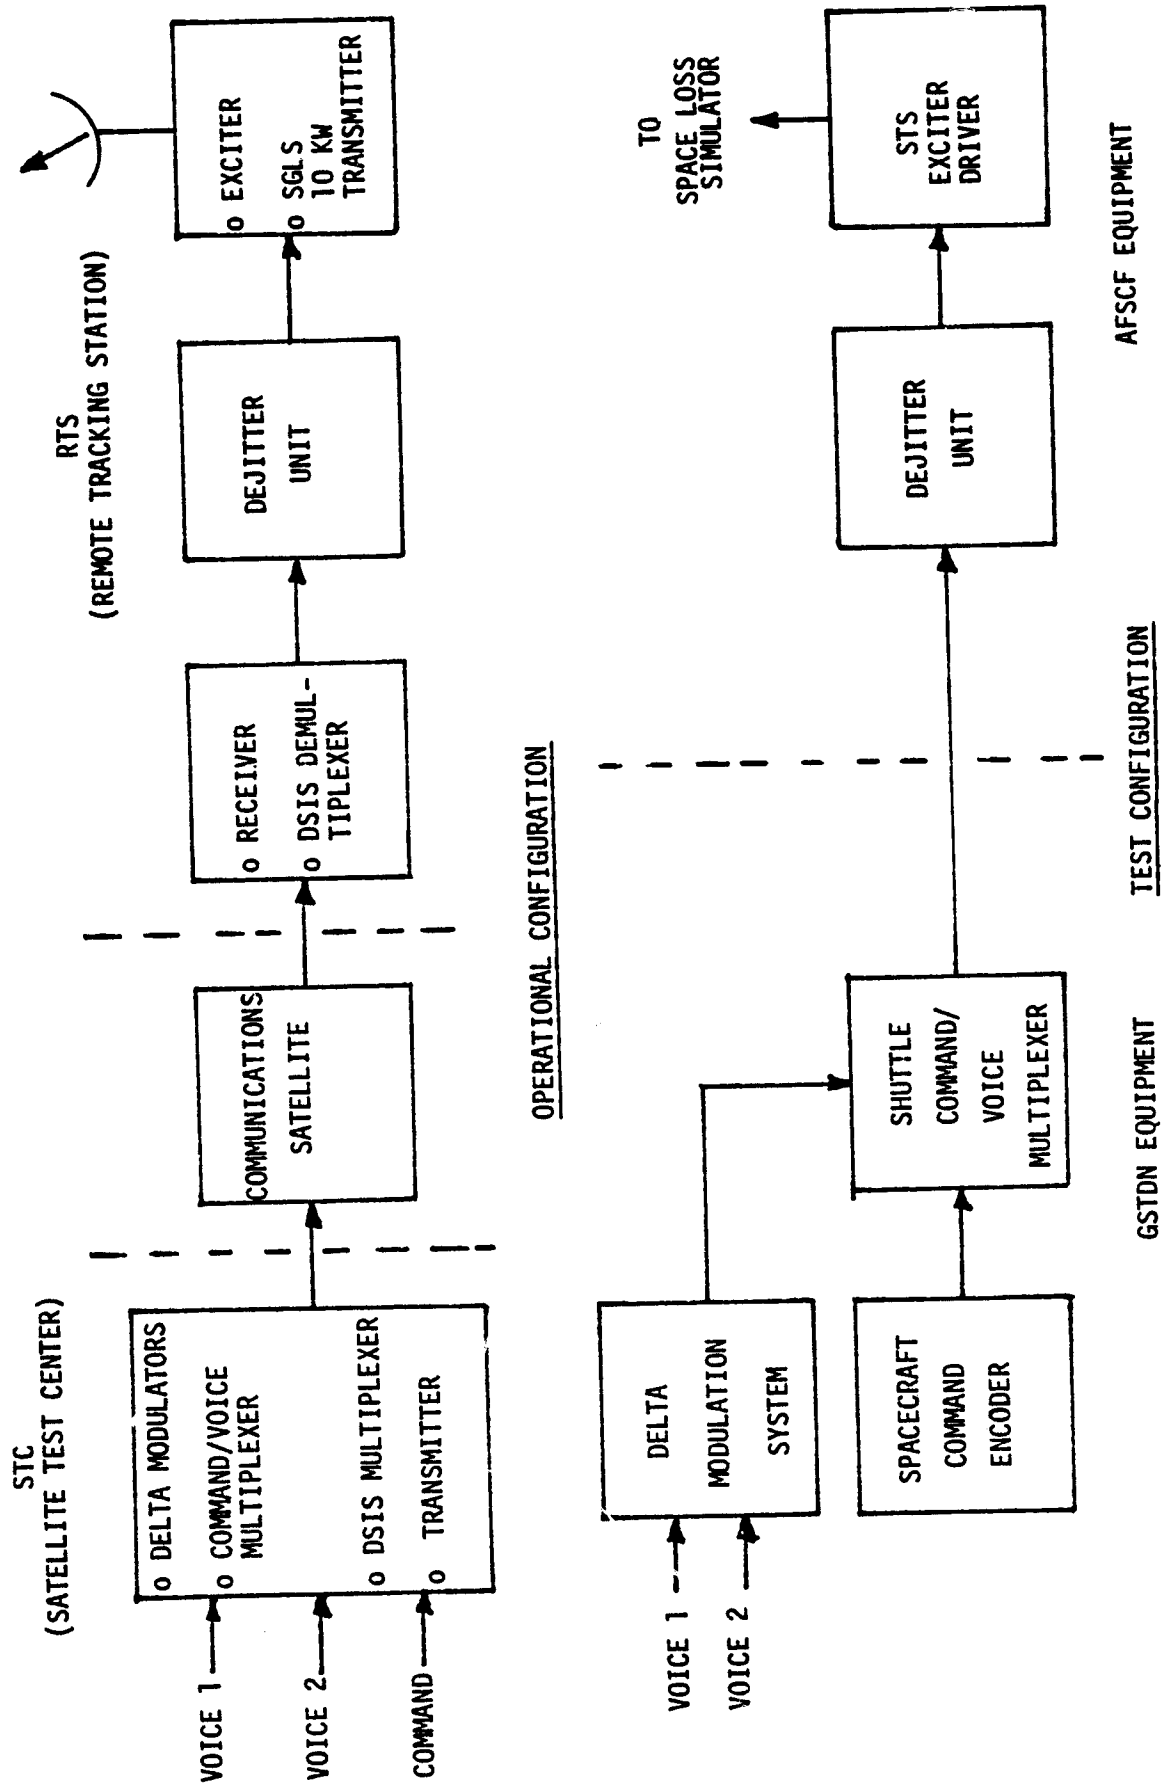 STC
(SATELLITE TEST CENTER)
VOICE 1
VOICE 2
COMMAND
o DELTA MODULATORS
o COMMAND/VOICE
MULTIPLEXER
o DSIS MULTIPLEXER
o TRANSMITTER
COMMUNICATIONS
SATELLITE
RTS
(REMOTE TRACKING STATION)
o RECEIVER
o DSIS DEMUL-
TIPLEXER
DEJITTER
UNIT
o EXCITER
o SGLS
10 KW
TRANSMITTER
OPERATIONAL CONFIGURATION
VOICE 1
VOICE 2
DELTA
MODULATION
SYSTEM
SPACECRAFT
COMMAND
ENCODER
SHUTTLE
COMMAND/
VOICE
MULTIPLEXER
DEJITTER
UNIT
STS
EXCITER
DRIVER
TO
SPACE LOSS
SIMULATOR
GSTDN EQUIPMENT
AFSCF EQUIPMENT
TEST CONFIGURATION